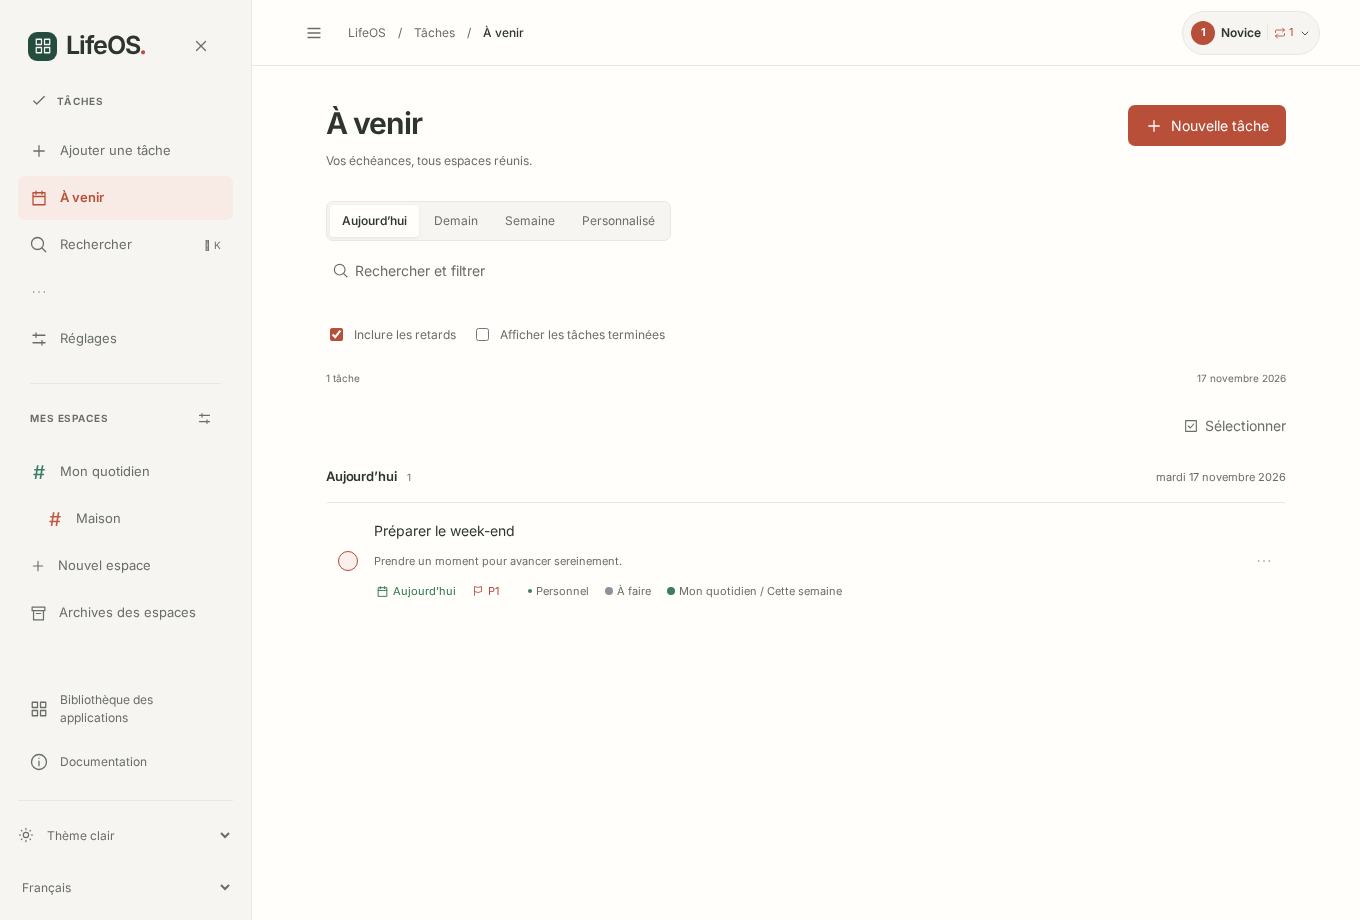 LifeOS.
TÂCHES
Ajouter une tâche
À venir
Rechercher K
...
Réglages
MES ESPACES
# Mon quotidien
# Maison
Nouvel espace
Archives des espaces
Bibliothèque des
applications
Documentation
Thème clair
Français
LifeOS / Tâches / À venir
1 Novice 1
À venir
Nouvelle tâche
Vos échéances, tous espaces réunis.
Aujourd'hui Demain Semaine Personnalisé
Rechercher et filtrer
Inclure les retards Afficher les tâches terminées
1 tâche 17 novembre 2026
Sélectionner
Aujourd'hui 1 mardi 17 novembre 2026
Préparer le week-end
Prendre un moment pour avancer sereinement.
...
Aujourd'hui P1 Personnel À faire Mon quotidien / Cette semaine